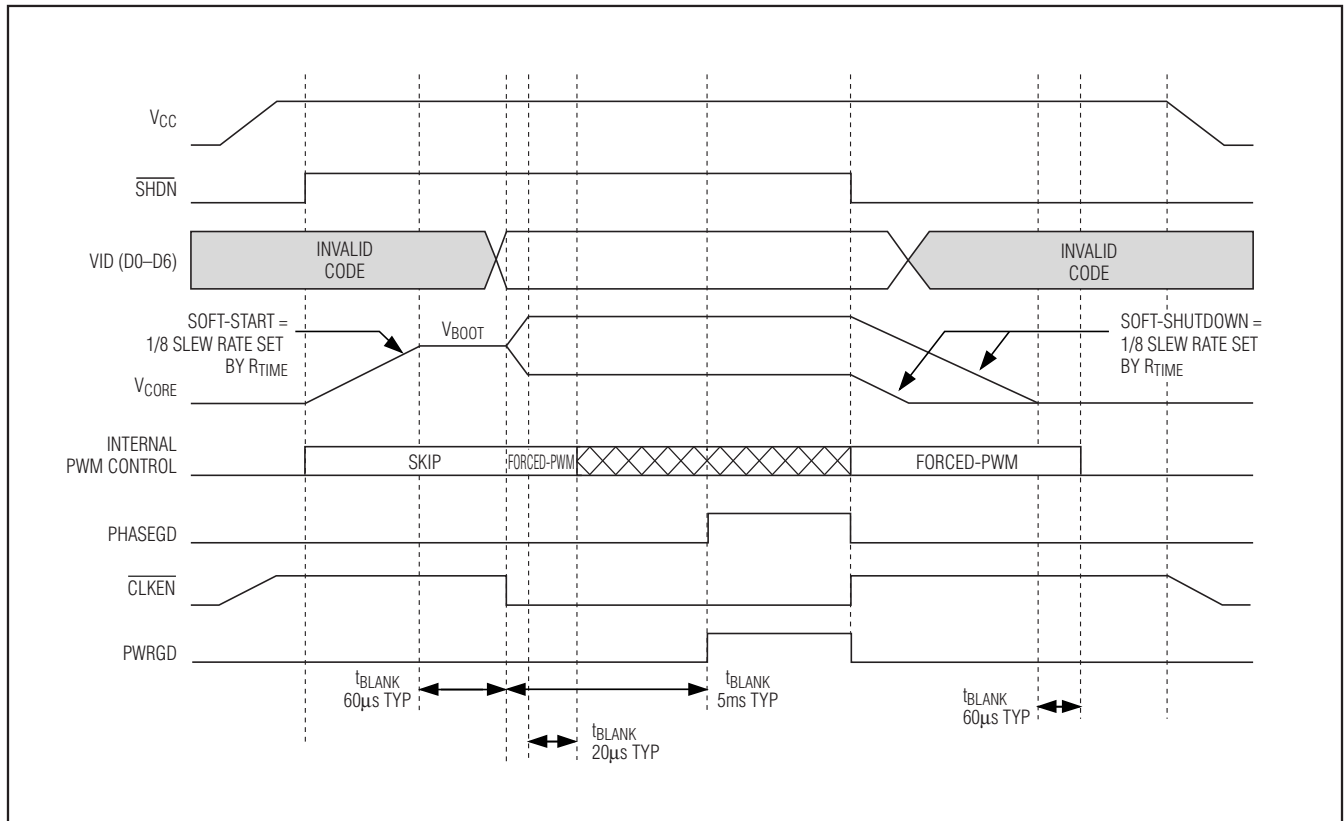 VCC
SHDN
VID (D0–D6)
INVALID
CODE
INVALID
CODE
SOFT-START =
1/8 SLEW RATE SET
BY RTIME
VBOOT
SOFT-SHUTDOWN =
1/8 SLEW RATE SET
BY RTIME
VCORE
INTERNAL
PWM CONTROL
SKIP
FORCED-PWM
FORCED-PWM
PHASEGD
CLKEN
PWRGD
tBLANK
60μs TYP
tBLANK
5ms TYP
tBLANK
60μs TYP
tBLANK
20μs TYP